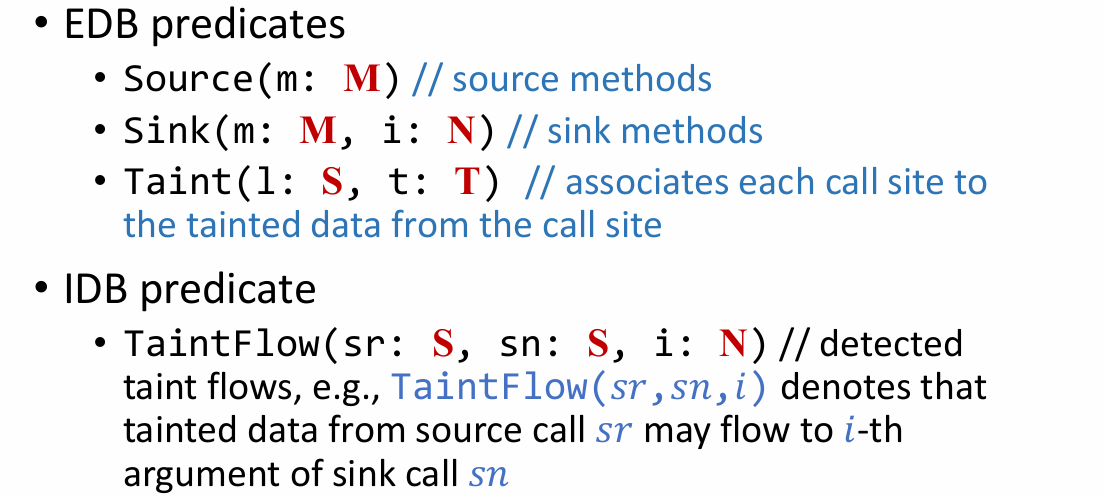 • EDB predicates
• Source(m: M) // source methods
• Sink(m: M, i: N) // sink methods
• Taint(l: S, t: T) // associates each call site to
the tainted data from the call site
• IDB predicate
• TaintFlow(sr: S, sn: S, i: N) // detected
taint flows, e.g., TaintFlow(sr,sn,i) denotes that
tainted data from source call sr may flow to i-th
argument of sink call sn